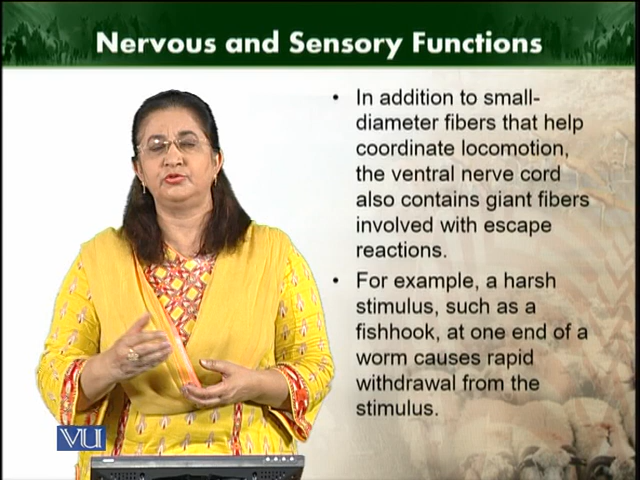 Nervous and Sensory Functions
• In addition to small-
diameter fibers that help
coordinate locomotion,
the ventral nerve cord
also contains giant fibers
involved with escape
reactions.
• For example, a harsh
stimulus, such as a
fishhook, at one end of a
worm causes rapid
withdrawal from the
stimulus.
VU